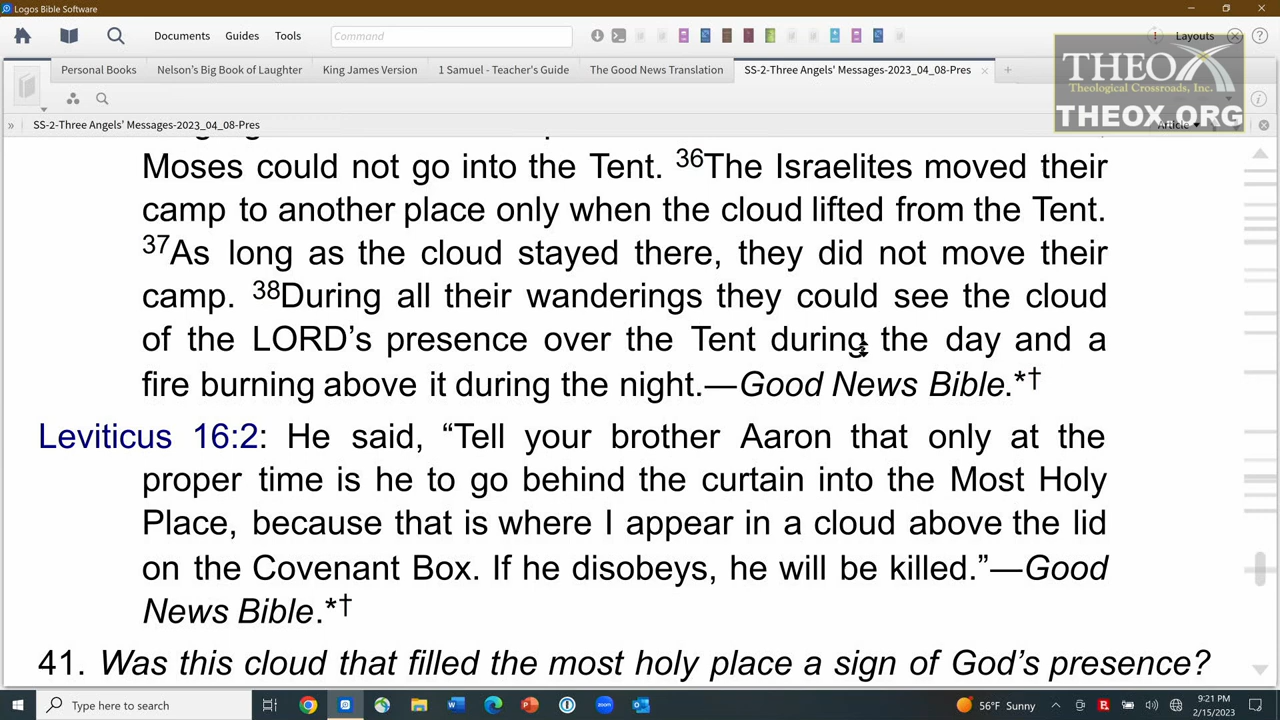 Logos Bible Software
Documents Guides Tools Command Layouts
THEOX
Theological Crossroads, Inc.
THEOX.ORG
Personal Books Nelson's Big Book of Laughter King James Versi 1 Samuel - Teacher's Guide The Good News Translation SS-2-Three Angels' Messages-2023_04_08-Pres
SS-2-Three Angels' Messages-2023_04_08-Pres Article
Moses could not go into the Tent. 36The Israelites moved their
camp to another place only when the cloud lifted from the Tent.
37As long as the cloud stayed there, they did not move their
camp. 38During all their wanderings they could see the cloud
of the LORD’s presence over the Tent during the day and a
fire burning above it during the night.—Good News Bible.*†
Leviticus 16:2: He said, “Tell your brother Aaron that only at the
proper time is he to go behind the curtain into the Most Holy
Place, because that is where I appear in a cloud above the lid
on the Covenant Box. If he disobeys, he will be killed.”—Good
News Bible.*†
41. Was this cloud that filled the most holy place a sign of God’s presence?
Type here to search
56°F Sunny
9:21 PM
2/15/2023